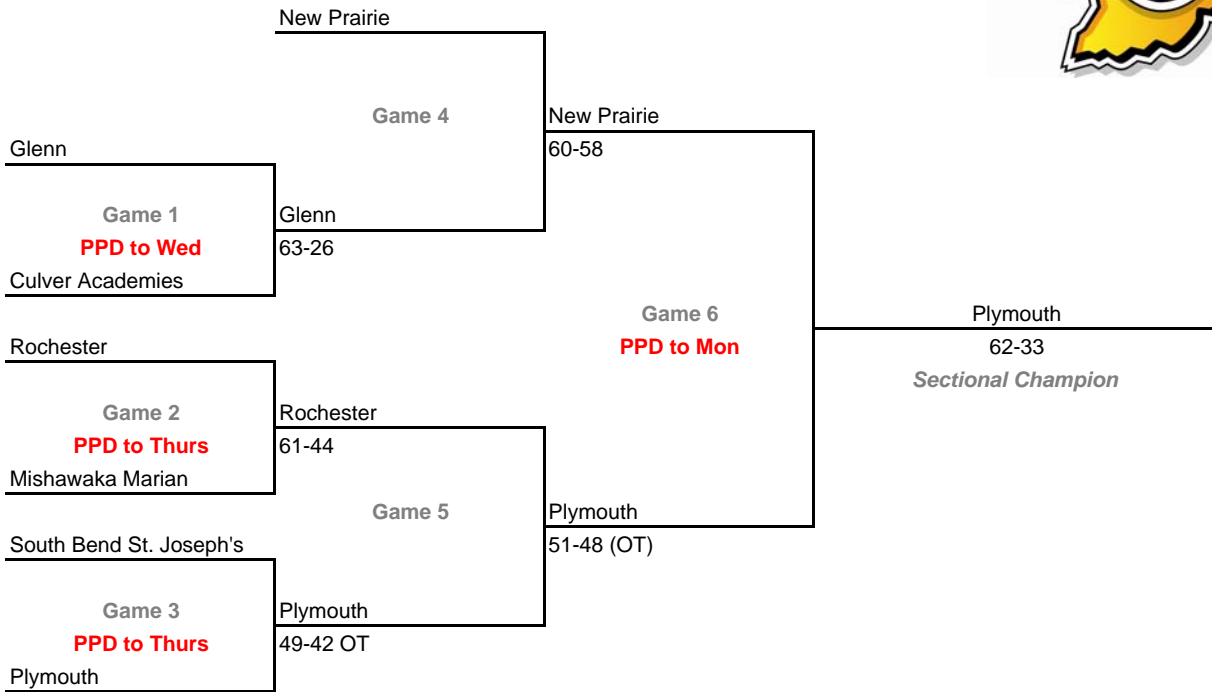 New Prairie
Game 4
New Prairie
Glenn
60-58
Game 1
Glenn
PPD to Wed
63-26
Culver Academies
Game 6
Plymouth
Rochester
PPD to Mon
62-33
Sectional Champion
Game 2
Rochester
PPD to Thurs
61-44
Mishawaka Marian
Game 5
Plymouth
South Bend St. Joseph's
51-48 (OT)
Game 3
Plymouth
PPD to Thurs
49-42 OT
Plymouth